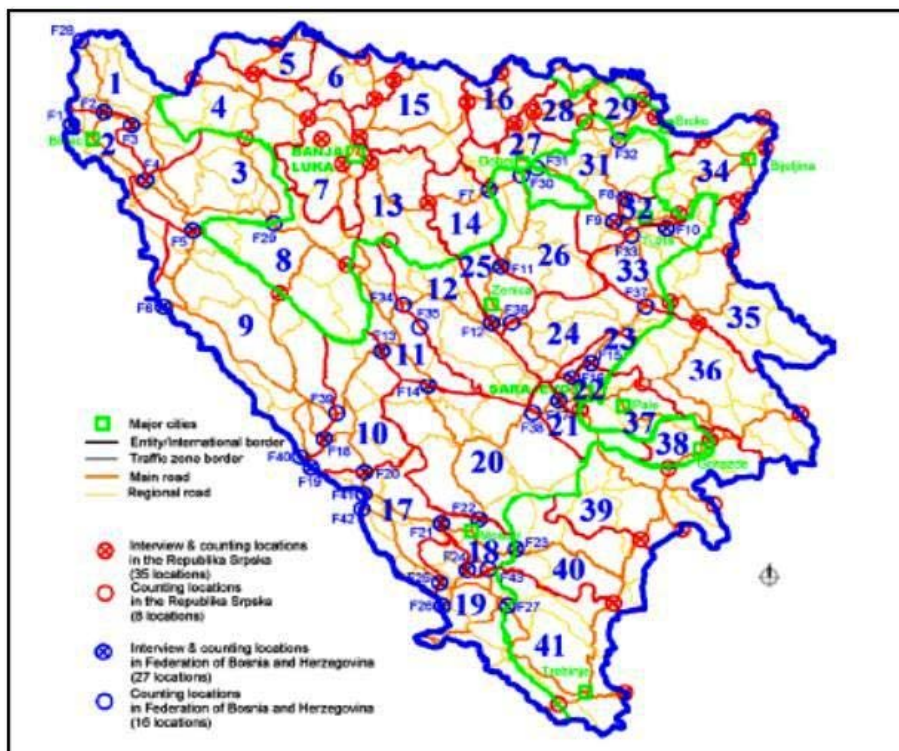 F28
1
5
6
4
15
16
28
29
F2
F1
F3
2
Brcko
BANJA
LUKA
27
F31
F32
31
34
Bijeljina
F4
3
7
F30
F7
13
14
F9
32
F10
F33
Tuzla
F5
F29
26
8
25
F11
33
12
Zenica
F37
F34
F35
F12
F36
24
35
9
F13
11
23
F15
F14
36
22
Pale
21
F38
37
38
Gorazde
F39
10
F18
F40
F19
F20
20
F41
F42
17
39
F21
F22
F23
F24
18
F43
40
F25
F26
19
F27
41
Trebinje
Major cities
Entity/International border
Traffic zone border
Main road
Regional road
Interview & counting locations
in the Republika Srpska
(35 locations)
Counting locations
in the Republika Srpska
(8 locations)
Interview & counting locations
in Federation of Bosnia and Herzegovina
(27 locations)
Counting locations
in Federation of Bosnia and Herzegovina
(16 locations)